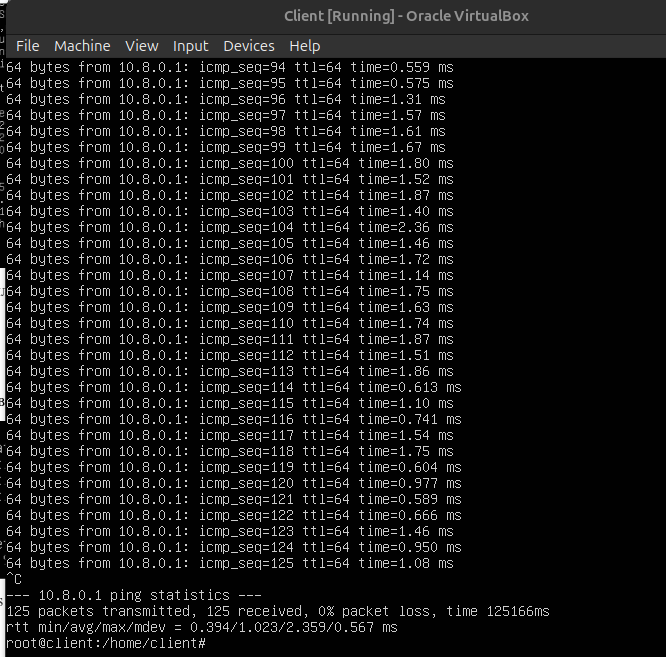 Client [Running] - Oracle VirtualBox
File Machine View Input Devices Help
64 bytes from 10.8.0.1: icmp_seq=94 ttl=64 time=0.559 ms
64 bytes from 10.8.0.1: icmp_seq=95 ttl=64 time=0.575 ms
64 bytes from 10.8.0.1: icmp_seq=96 ttl=64 time=1.31 ms
64 bytes from 10.8.0.1: icmp_seq=97 ttl=64 time=1.57 ms
64 bytes from 10.8.0.1: icmp_seq=98 ttl=64 time=1.61 ms
64 bytes from 10.8.0.1: icmp_seq=99 ttl=64 time=1.67 ms
64 bytes from 10.8.0.1: icmp_seq=100 ttl=64 time=1.80 ms
64 bytes from 10.8.0.1: icmp_seq=101 ttl=64 time=1.52 ms
64 bytes from 10.8.0.1: icmp_seq=102 ttl=64 time=1.87 ms
64 bytes from 10.8.0.1: icmp_seq=103 ttl=64 time=1.40 ms
64 bytes from 10.8.0.1: icmp_seq=104 ttl=64 time=2.36 ms
64 bytes from 10.8.0.1: icmp_seq=105 ttl=64 time=1.46 ms
64 bytes from 10.8.0.1: icmp_seq=106 ttl=64 time=1.72 ms
64 bytes from 10.8.0.1: icmp_seq=107 ttl=64 time=1.14 ms
64 bytes from 10.8.0.1: icmp_seq=108 ttl=64 time=1.75 ms
64 bytes from 10.8.0.1: icmp_seq=109 ttl=64 time=1.63 ms
64 bytes from 10.8.0.1: icmp_seq=110 ttl=64 time=1.74 ms
64 bytes from 10.8.0.1: icmp_seq=111 ttl=64 time=1.87 ms
64 bytes from 10.8.0.1: icmp_seq=112 ttl=64 time=1.51 ms
64 bytes from 10.8.0.1: icmp_seq=113 ttl=64 time=1.86 ms
64 bytes from 10.8.0.1: icmp_seq=114 ttl=64 time=0.613 ms
64 bytes from 10.8.0.1: icmp_seq=115 ttl=64 time=1.10 ms
64 bytes from 10.8.0.1: icmp_seq=116 ttl=64 time=0.741 ms
64 bytes from 10.8.0.1: icmp_seq=117 ttl=64 time=1.54 ms
64 bytes from 10.8.0.1: icmp_seq=118 ttl=64 time=1.75 ms
64 bytes from 10.8.0.1: icmp_seq=119 ttl=64 time=0.604 ms
64 bytes from 10.8.0.1: icmp_seq=120 ttl=64 time=0.977 ms
64 bytes from 10.8.0.1: icmp_seq=121 ttl=64 time=0.589 ms
64 bytes from 10.8.0.1: icmp_seq=122 ttl=64 time=0.666 ms
64 bytes from 10.8.0.1: icmp_seq=123 ttl=64 time=1.46 ms
64 bytes from 10.8.0.1: icmp_seq=124 ttl=64 time=0.950 ms
64 bytes from 10.8.0.1: icmp_seq=125 ttl=64 time=1.08 ms
^C
--- 10.8.0.1 ping statistics ---
125 packets transmitted, 125 received, 0% packet loss, time 125166ms
rtt min/avg/max/mdev = 0.394/1.023/2.359/0.567 ms
root@client:/home/client#